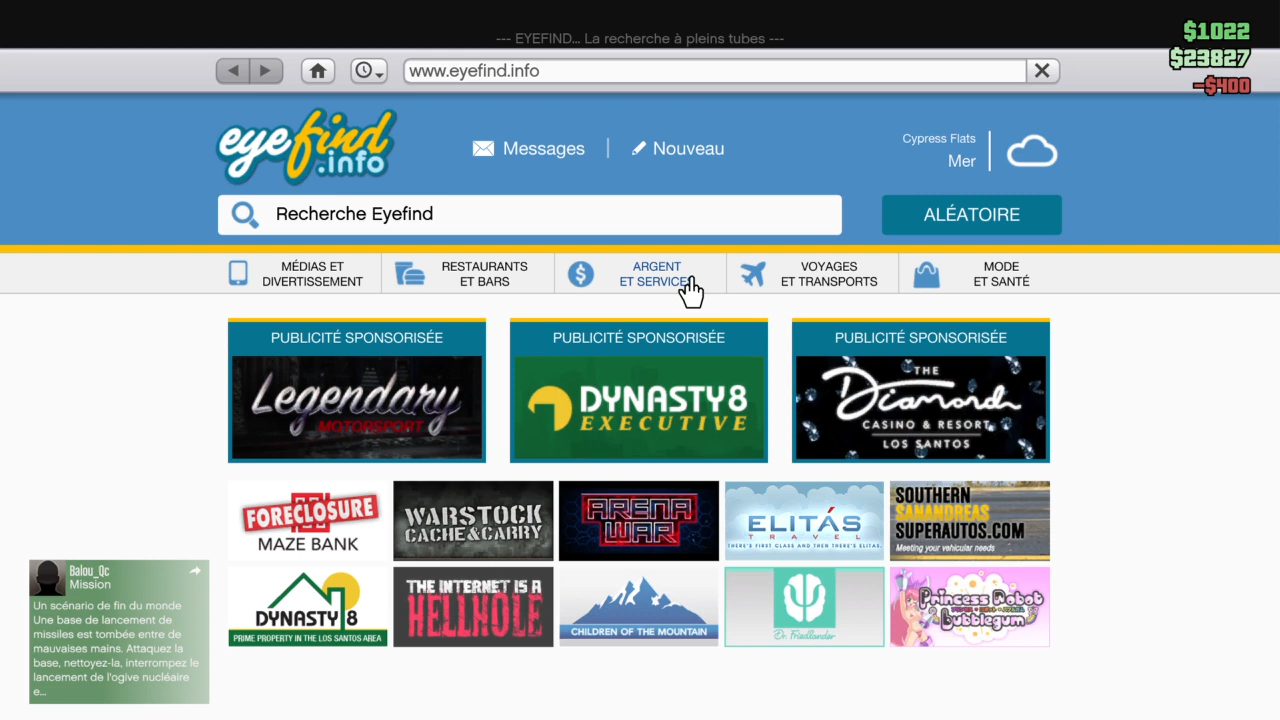 --- EYEFIND... La recherche à pleins tubes ---
$1022
$23827
-$400
www.eyefind.info
eyefind
.info
Messages
Nouveau
Cypress Flats
Mer
Recherche Eyefind
ALÉATOIRE
MÉDIAS ET
DIVERTISSEMENT
RESTAURANTS
ET BARS
ARGENT
ET SERVICES
VOYAGES
ET TRANSPORTS
MODE
ET SANTÉ
PUBLICITÉ SPONSORISÉE
PUBLICITÉ SPONSORISÉE
PUBLICITÉ SPONSORISÉE
Legendary
MOTORSPORT
DYNASTY 8
EXECUTIVE
THE
Diamond
CASINO & RESORT
LOS SANTOS
FORECLOSURE
MAZE BANK
WARSTOCK
CACHE & CARRY
ARENA
WAR
ELITÁS
TRAVEL
THERE'S FIRST CLASS AND THEN THERE'S ELITAS.
SOUTHERN
SANANDREAS
SUPERAUTOS.COM
Meeting your vehicular needs
DYNASTY 8
PRIME PROPERTY IN THE LOS SANTOS AREA
THE INTERNET IS A
HELLHOLE
CHILDREN OF THE MOUNTAIN
Dr. Friedlander
Princess Robot
Bubblegum
Balou_Qc
Mission
Un scénario de fin du monde
Une base de lancement de
missiles est tombée entre de
mauvaises mains. Attaquez la
base, nettoyez-la, interrompez le
lancement de l'ogive nucléaire
e...